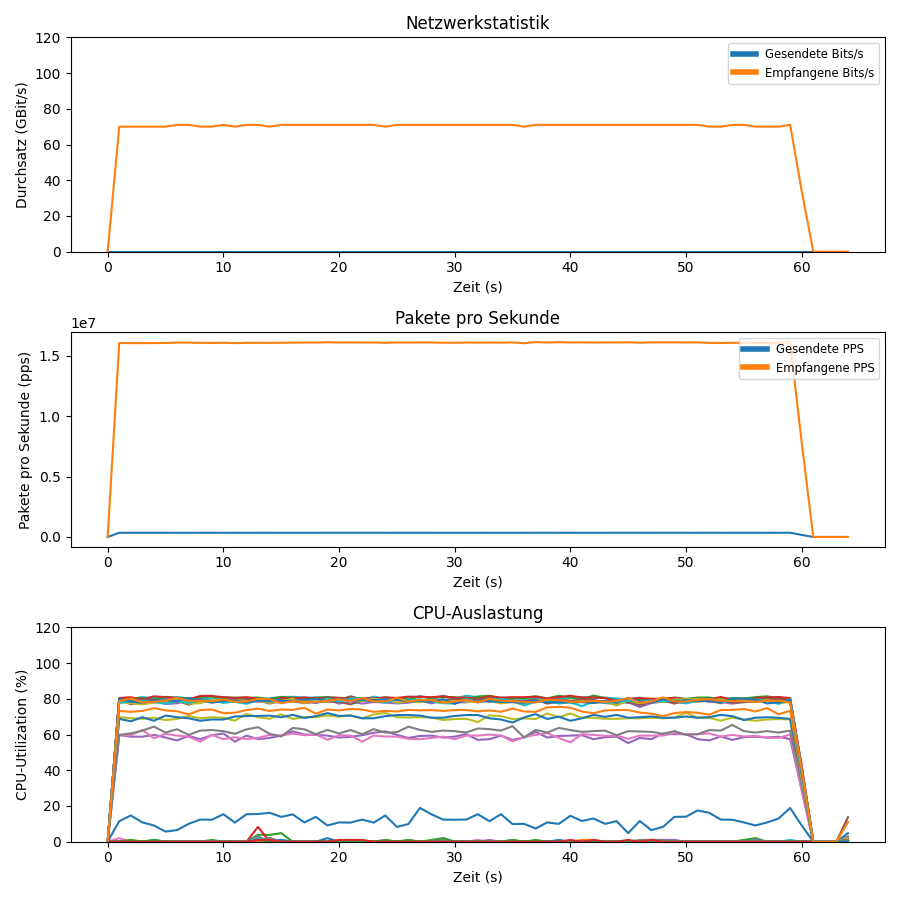 Netzwerkstatistik
120
100
80
60
40
20
0
Durchsatz (GBit/s)
Gesendete Bits/s
Empfangene Bits/s
0 10 20 30 40 50 60
Zeit (s)
Pakete pro Sekunde
1e7
1.5
1.0
0.5
0.0
Pakete pro Sekunde (pps)
Gesendete PPS
Empfangene PPS
0 10 20 30 40 50 60
Zeit (s)
CPU-Auslastung
120
100
80
60
40
20
0
CPU-Utilization (%)
0 10 20 30 40 50 60
Zeit (s)